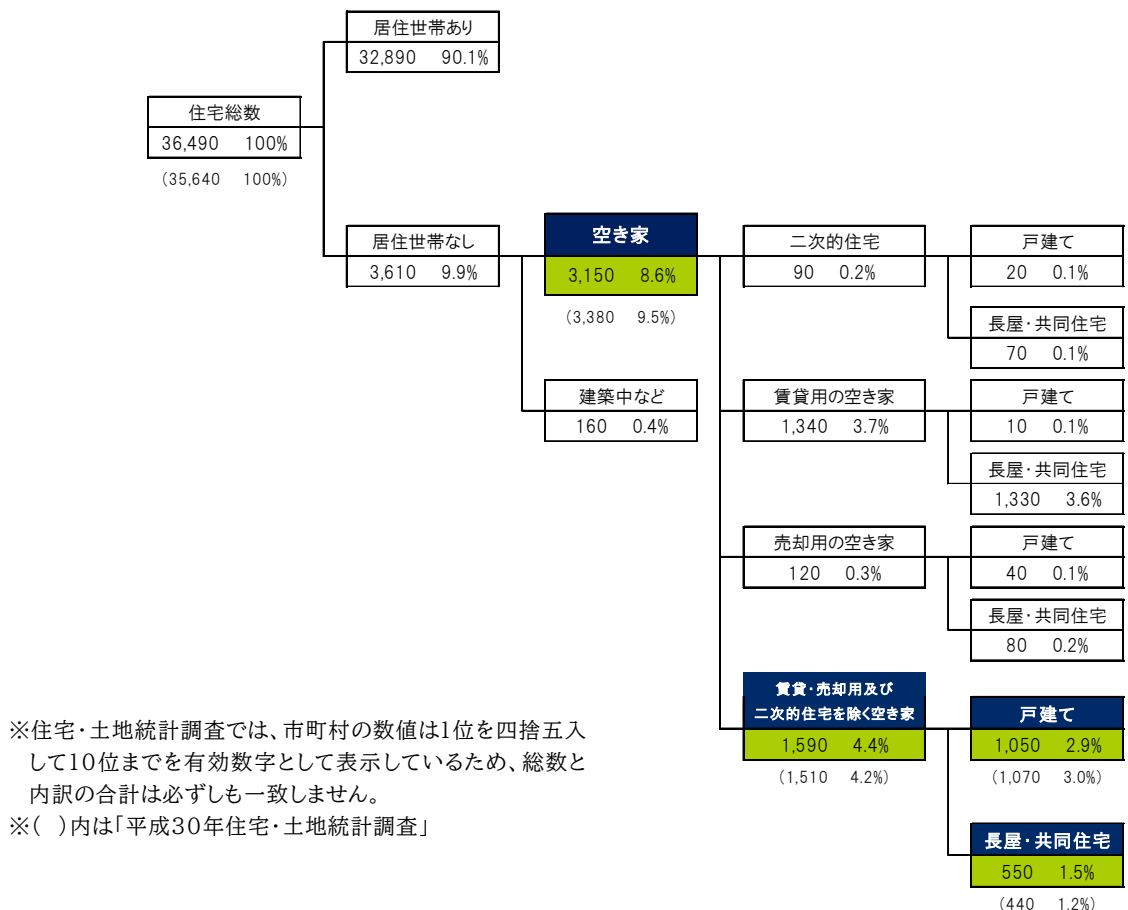 居住世帯あり
32,890 90.1%
住宅総数
36,490 100%
(35,640 100%)
居住世帯なし
3,610 9.9%
空き家
3,150 8.6%
(3,380 9.5%)
建築中など
160 0.4%
二次的住宅
90 0.2%
戸建て
20 0.1%
長屋・共同住宅
70 0.1%
賃貸用の空き家
1,340 3.7%
戸建て
10 0.1%
長屋・共同住宅
1,330 3.6%
売却用の空き家
120 0.3%
戸建て
40 0.1%
長屋・共同住宅
80 0.2%
賃貸・売却用及び
二次的住宅を除く空き家
1,590 4.4%
(1,510 4.2%)
戸建て
1,050 2.9%
(1,070 3.0%)
長屋・共同住宅
550 1.5%
(440 1.2%)
※住宅・土地統計調査では、市町村の数値は1位を四捨五入
して10位までを有効数字として表示しているため、総数と
内訳の合計は必ずしも一致しません。
※( )内は「平成30年住宅・土地統計調査」